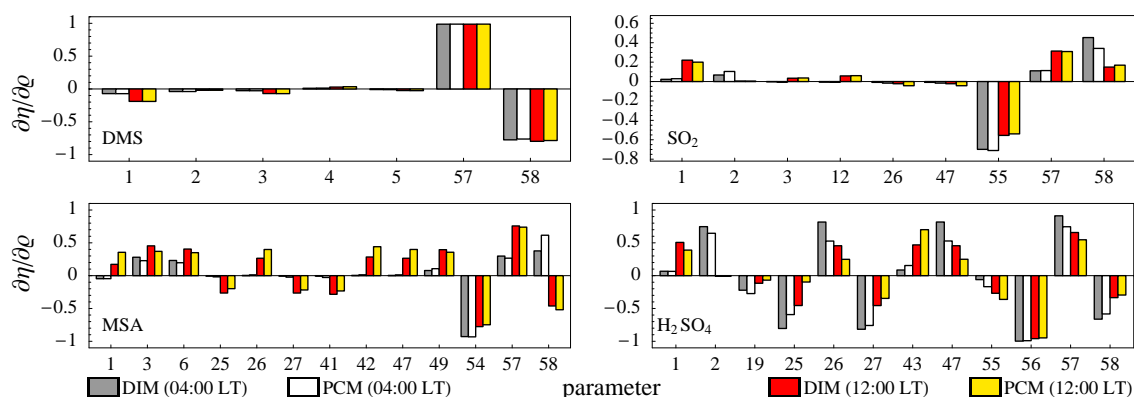 1
0.5
0
−0.5
−1
∂η/∂ϱ
DMS
1 2 3 4 5 57 58
0.6
0.4
0.2
0
−0.2
−0.4
−0.6
−0.8
SO₂
1 2 3 12 26 47 55 57 58
1
0.5
0
−0.5
−1
∂η/∂ϱ
MSA
1 3 6 25 26 27 41 42 47 49 54 57 58
1
0.5
0
−0.5
−1
H₂SO₄
1 2 19 25 26 27 43 47 55 56 57 58
DIM (04:00 LT) PCM (04:00 LT) parameter DIM (12:00 LT) PCM (12:00 LT)